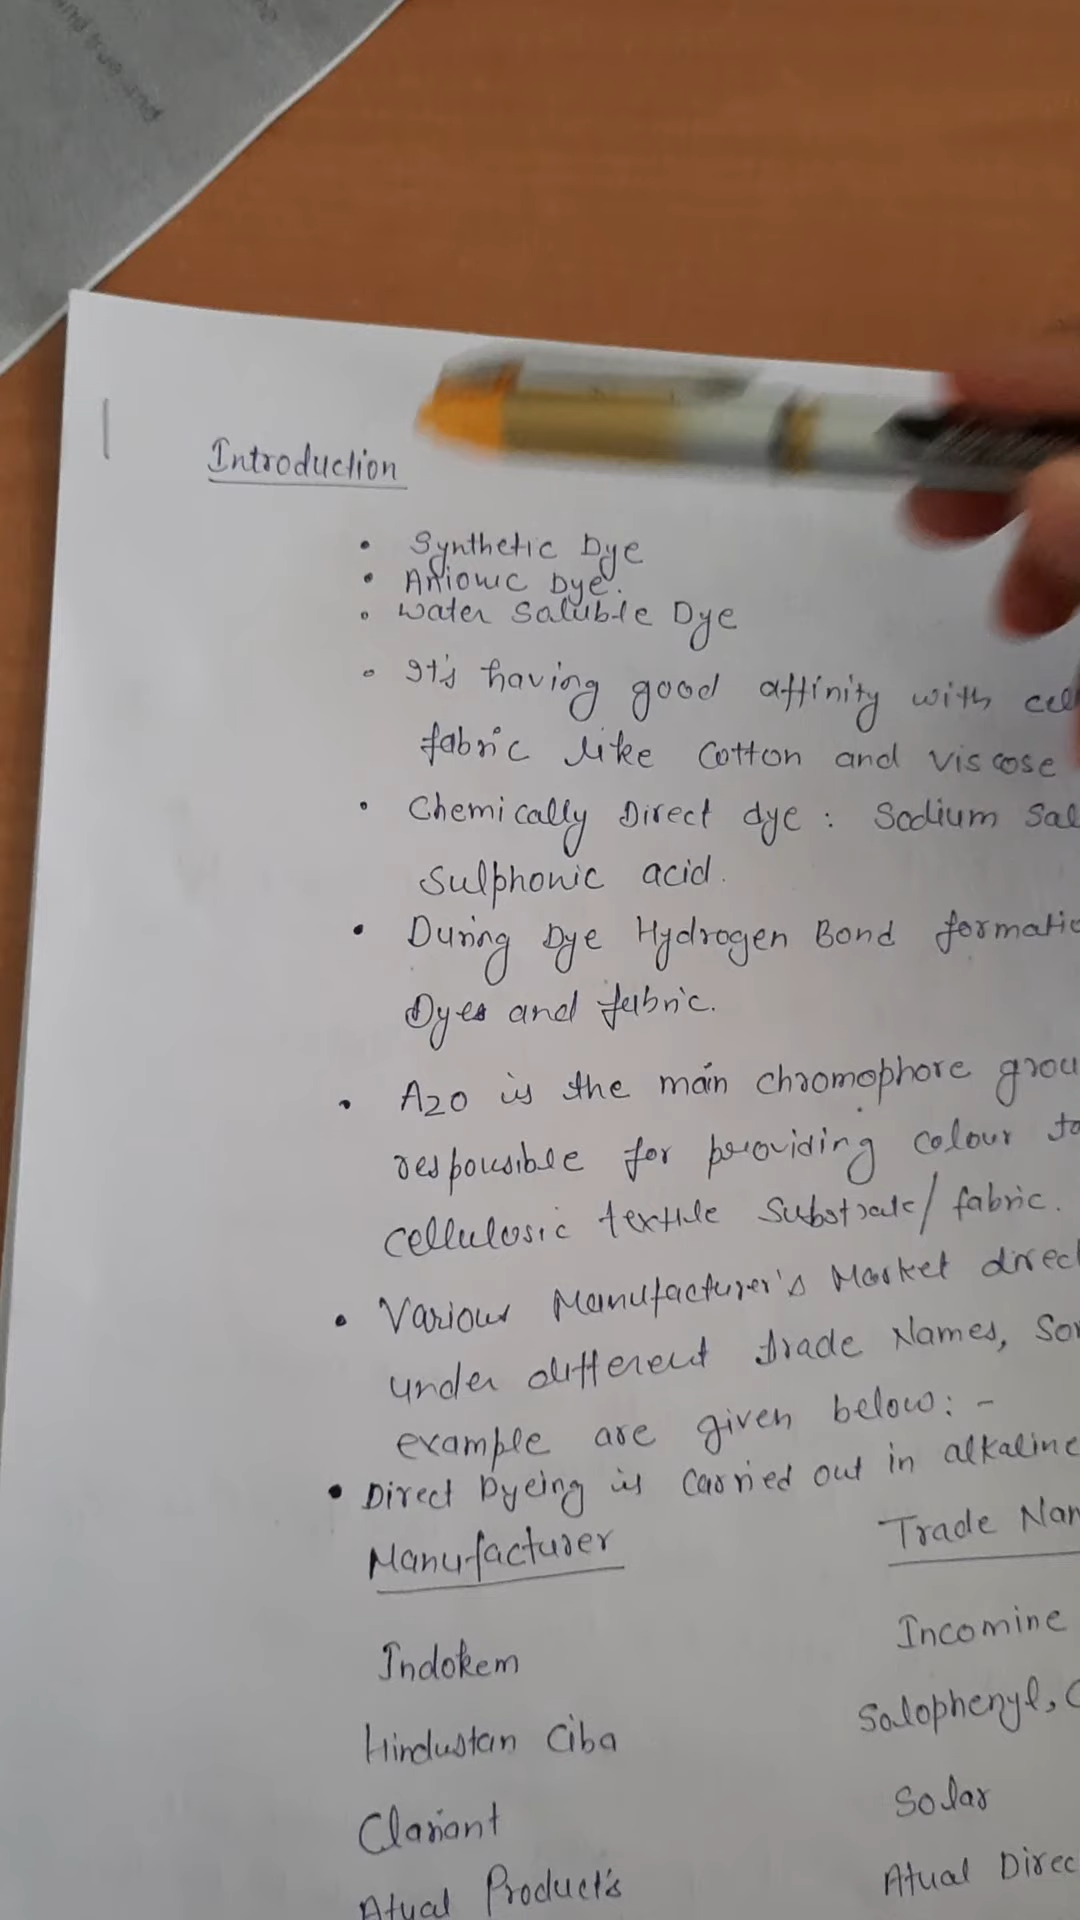 Introduction
• Synthetic Dye
• Anionic Dye.
• Water Saluble Dye
• It's having good affinity with cel
fabric like Cotton and viscose
• Chemically Direct dye : Sodium Sal
Sulphonic acid.
• During Dye Hydrogen Bond formatio
Dyes and fabric.
• Azo is the main chromophore grou
responsible for providing colour to
cellulosic textile Substrate/fabric.
• Various Manufacturer's Market direct
under different trade Names, Som
example are given below: -
• Direct Dyeing is carried out in alkaline
Manufacturer Trade Nam
Indokem Incomine
Hindustan Ciba Salophenyl, C
Clariant Solar
Atual Product's Atual Direc